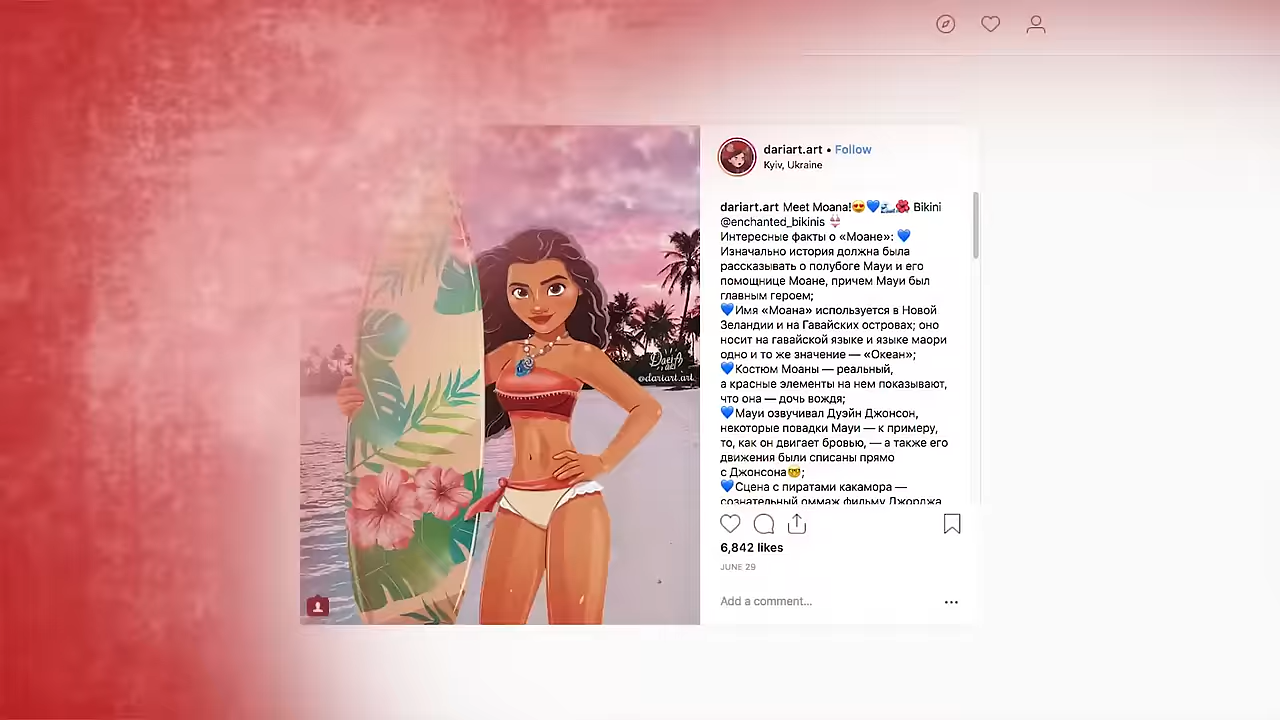 dariart.art • Follow
Kyiv, Ukraine
dariart.art Meet Moana!😍💙🌊🌺 Bikini
@enchanted_bikinis 👙
Интересные факты о «Моане»: 💙
Изначально история должна была
рассказывать о полубоге Мауи и его
помощнице Моане, причем Мауи был
главным героем;
💙Имя «Моана» используется в Новой
Зеландии и на Гавайских островах; оно
носит на гавайской языке и языке маори
одно и то же значение — «Океан»;
💙Костюм Моаны — реальный,
а красные элементы на нем показывают,
что она — дочь вождя;
💙Мауи озвучивал Дуэйн Джонсон,
некоторые повадки Мауи — к примеру,
то, как он двигает бровью, — а также его
движения были списаны прямо
с Джонсона🤓;
💙Сцена с пиратами какамора —
сознательный оммаж фильму Джорджа
6,842 likes
JUNE 29
Add a comment...
@dariart.art